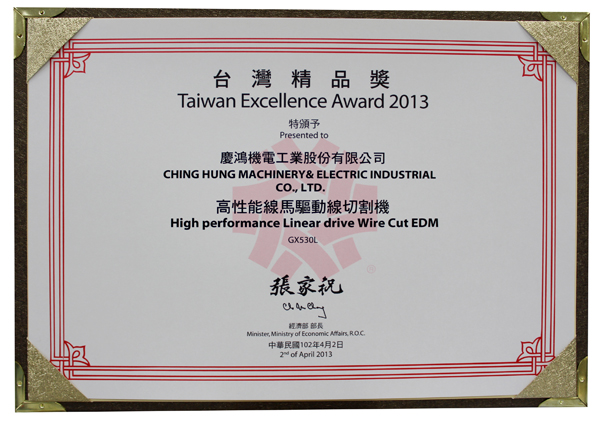 台灣精品獎
Taiwan Excellence Award 2013
特頒予
Presented to
慶鴻機電工業股份有限公司
CHING HUNG MACHINERY& ELECTRIC INDUSTRIAL
CO., LTD.
高性能線馬驅動線切割機
High performance Linear drive Wire Cut EDM
GX530L
®
張家祝
經濟部 部長
Minister, Ministry of Economic Affairs, R.O.C.
中華民國102年4月2日
2nd of April 2013